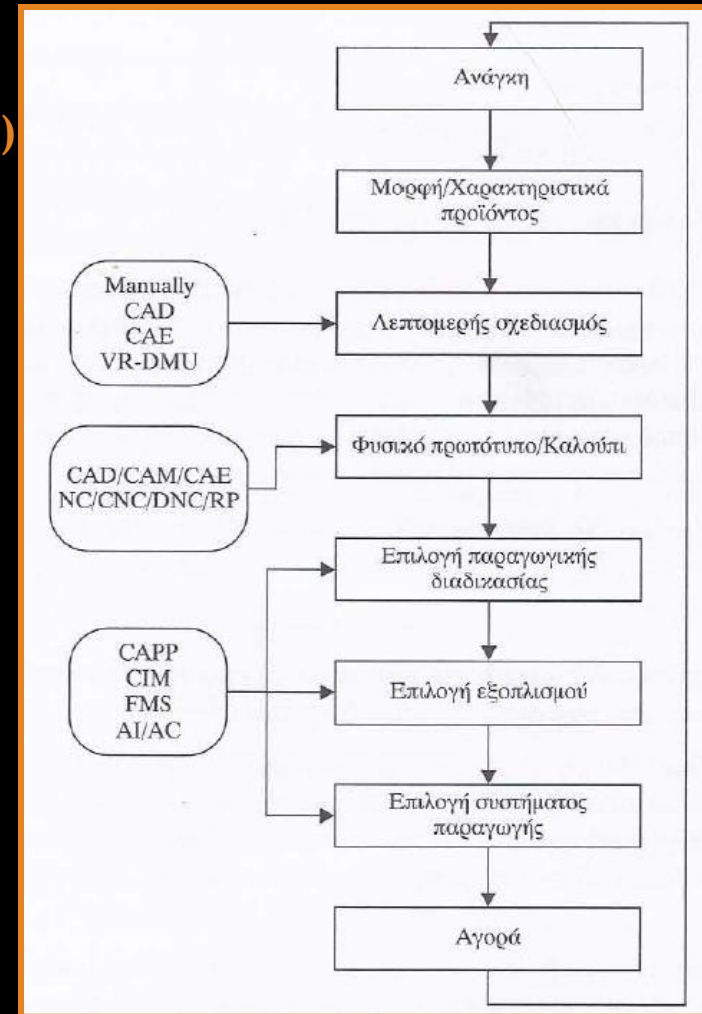 )
Ανάγκη
Μορφή/Χαρακτηριστικά
προϊόντος
Manually
CAD
CAE
VR-DMU
Λεπτομερής σχεδιασμός
CAD/CAM/CAE
NC/CNC/DNC/RP
Φυσικό πρωτότυπο/Καλούπι
Επιλογή παραγωγικής
διαδικασίας
CAPP
CIM
FMS
AI/AC
Επιλογή εξοπλισμού
Επιλογή συστήματος
παραγωγής
Αγορά